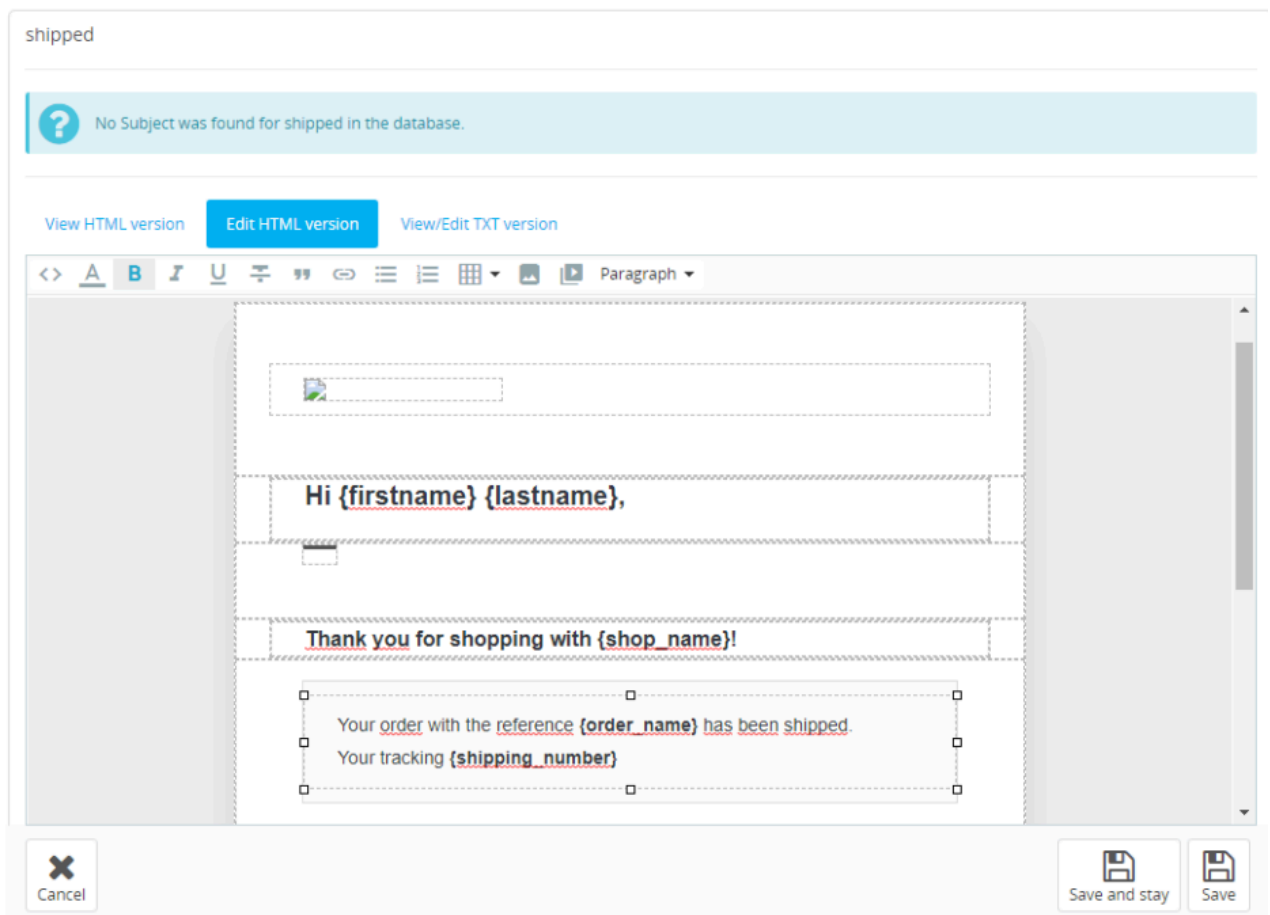 shipped
No Subject was found for shipped in the database.
View HTML version Edit HTML version View/Edit TXT version
A B I U Paragraph
Hi {firstname} {lastname},
Thank you for shopping with {shop_name}!
Your order with the reference {order_name} has been shipped.
Your tracking {shipping_number}
Cancel Save and stay Save